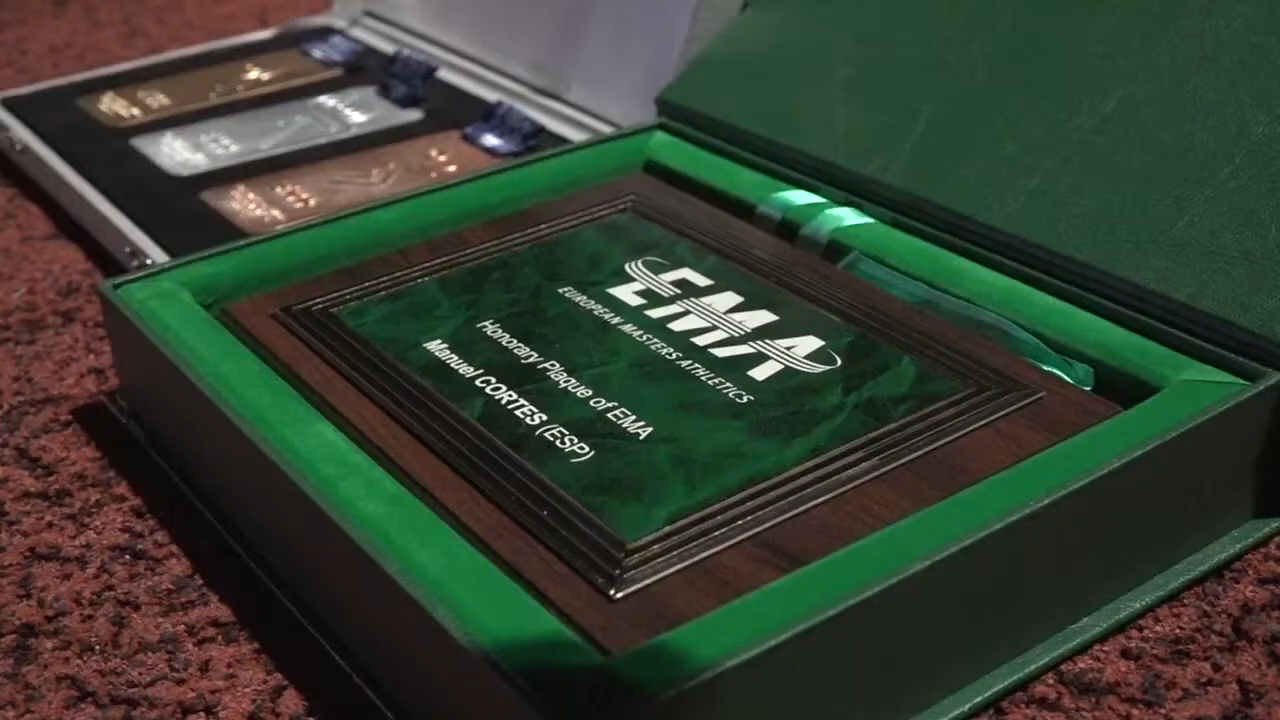 EMA
EUROPEAN MASTERS ATHLETICS
Honorary Plaque of EMA
Manuel CORTES (ESP)